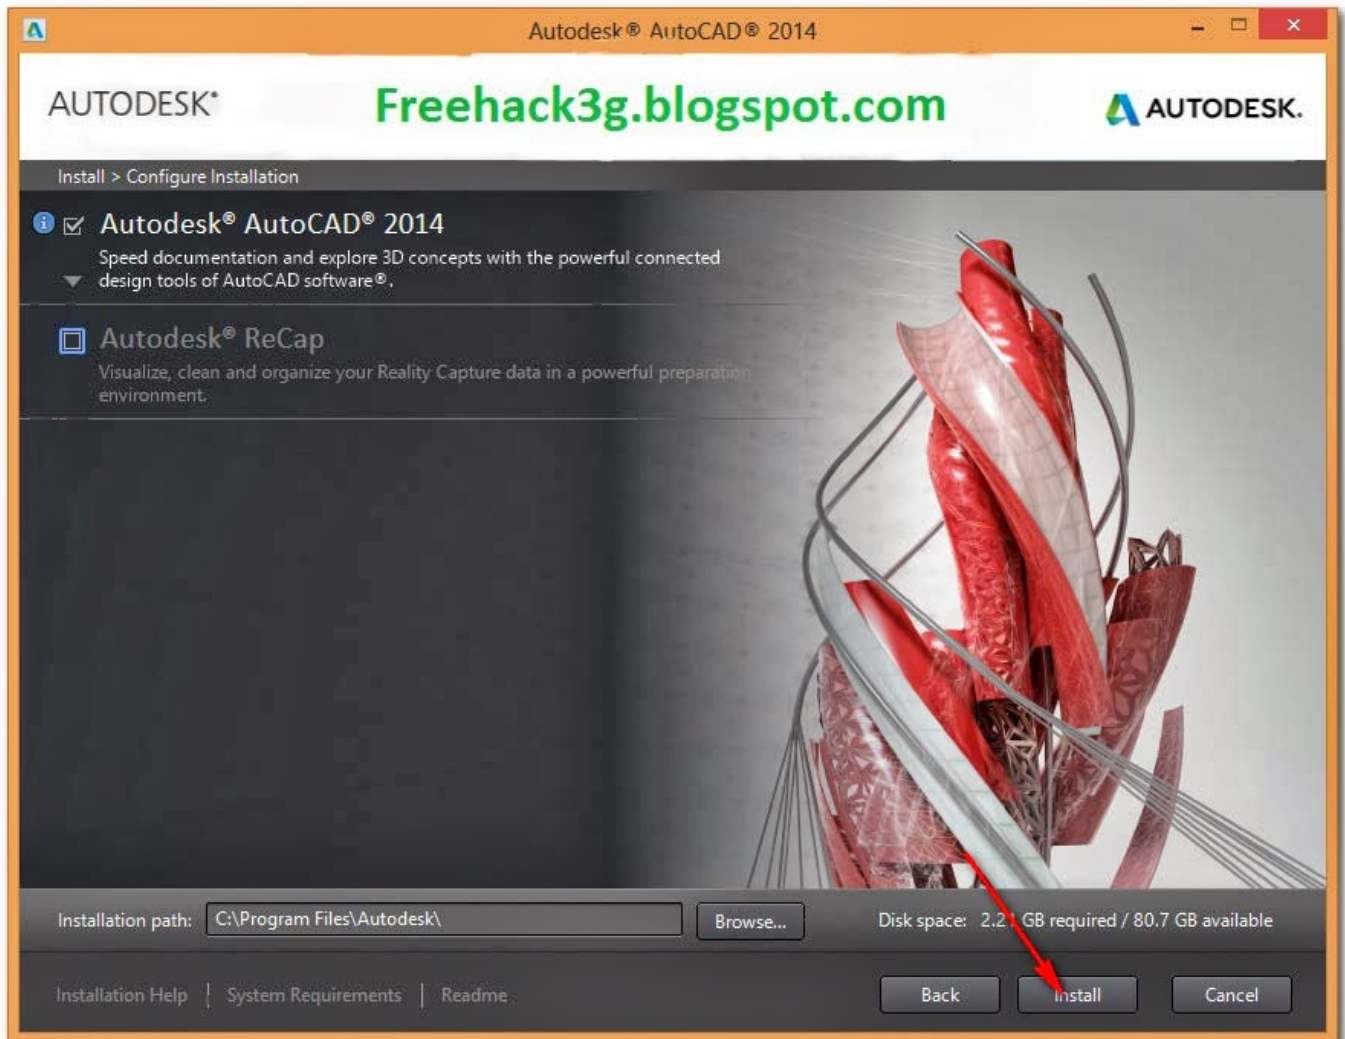 Autodesk® AutoCAD® 2014
AUTODESK®
Freehack3g.blogspot.com
AUTODESK.
Install > Configure Installation
Autodesk® AutoCAD® 2014
Speed documentation and explore 3D concepts with the powerful connected
design tools of AutoCAD software®.
Autodesk® ReCap
Visualize, clean and organize your Reality Capture data in a powerful preparation
environment.
Installation path: C:\Program Files\Autodesk\ Browse... Disk space: 2.21 GB required / 80.7 GB available
Installation Help | System Requirements | Readme Back Install Cancel